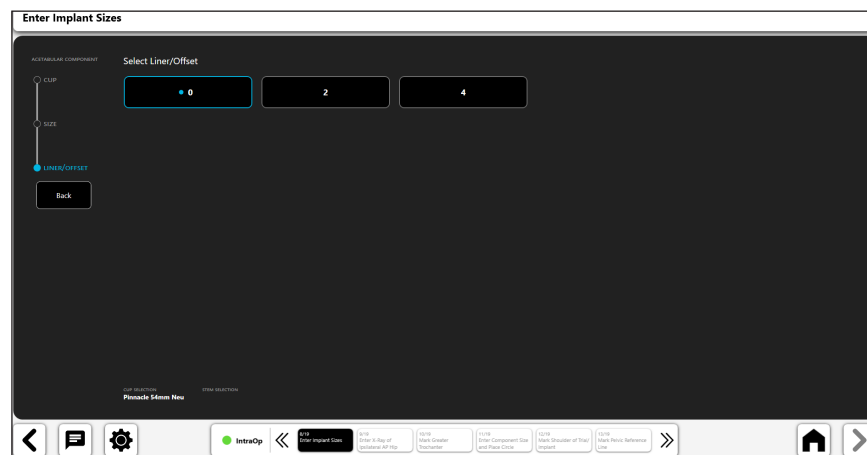 Enter Implant Sizes
ACETABULAR COMPONENT
Select Liner/Offset
CUP
0
2
4
SIZE
LINER/OFFSET
Back
CUP SELECTION
STEM SELECTION
Pinnacle 54mm Neu
IntraOp
8/19
Enter Implant Sizes
9/19
Enter X-Ray of
Ipsilateral AP Hip
10/19
Mark Greater
Trochanter
11/19
Enter Component Size
and Place Circle
12/19
Mark Shoulder of Trial/
Implant
13/19
Mark Pelvic Reference
Line